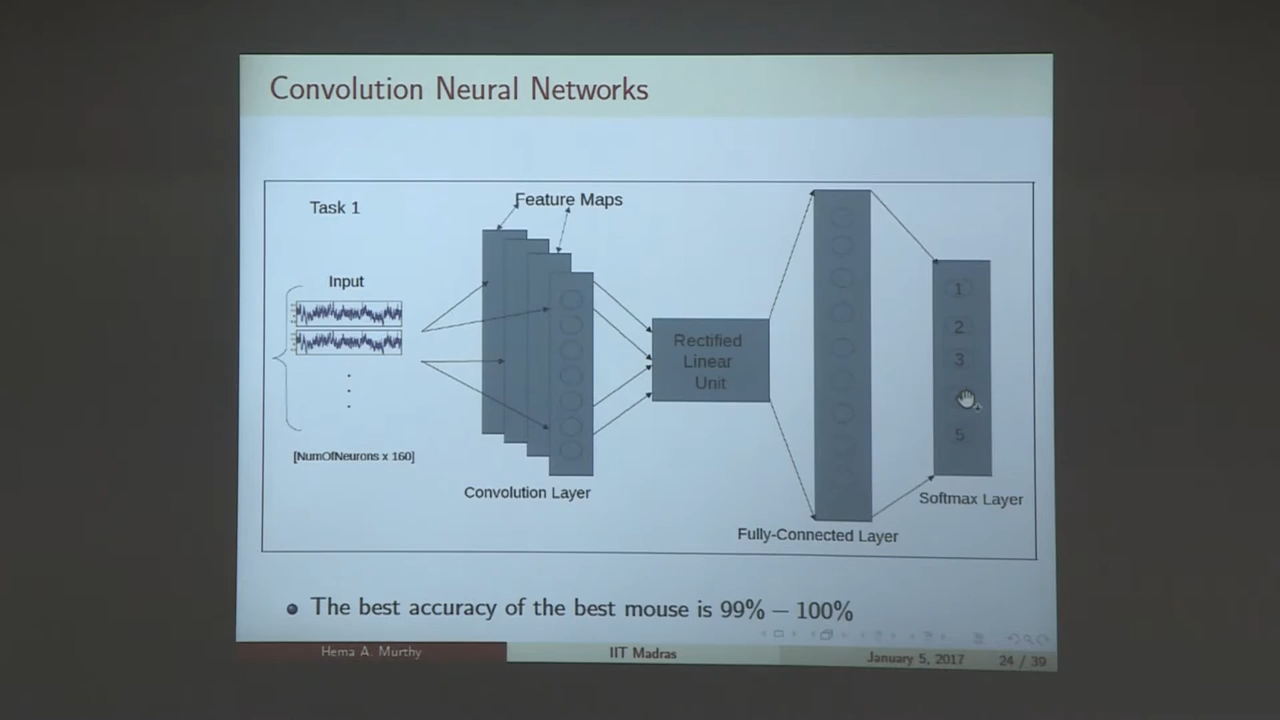 Convolution Neural Networks
Task 1
Feature Maps
Input
[NumOfNeurons x 160]
Convolution Layer
Rectified
Linear
Unit
Fully-Connected Layer
1
2
3
5
Softmax Layer
The best accuracy of the best mouse is 99% – 100%
Hema A. Murthy
IIT Madras
January 5, 2017
24 / 39